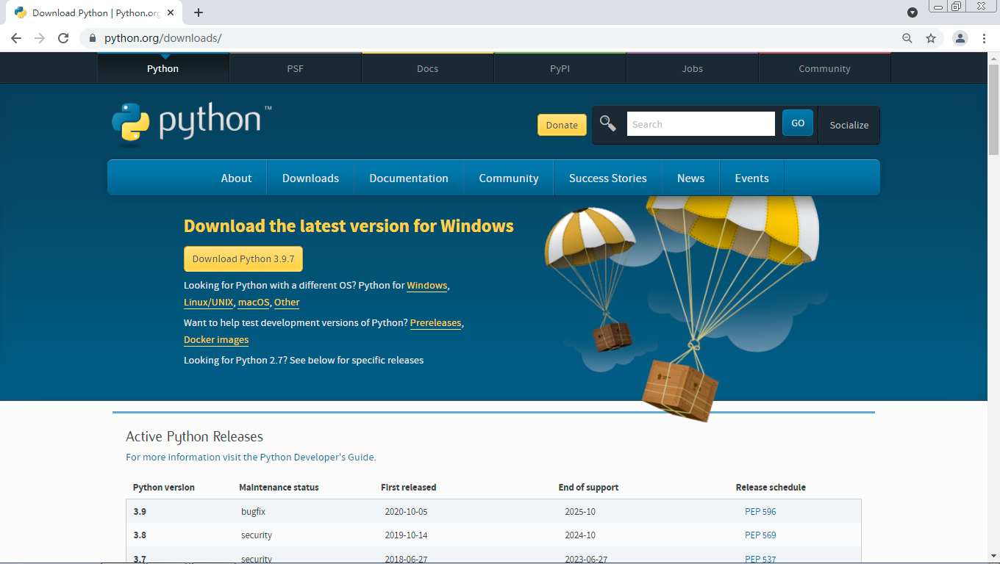 Download Python | Python.org
python.org/downloads/
Python PSF Docs PyPI Jobs Community
python™
Donate Search GO Socialize
About Downloads Documentation Community Success Stories News Events
Download the latest version for Windows
Download Python 3.9.7
Looking for Python with a different OS? Python for Windows,
Linux/UNIX, macOS, Other
Want to help test development versions of Python? Prereleases,
Docker images
Looking for Python 2.7? See below for specific releases
Active Python Releases
For more information visit the Python Developer's Guide.
Python version Maintenance status First released End of support Release schedule
3.9 bugfix 2020-10-05 2025-10 PEP 596
3.8 security 2019-10-14 2024-10 PEP 569
3.7 security 2018-06-27 2023-06-27 PEP 537